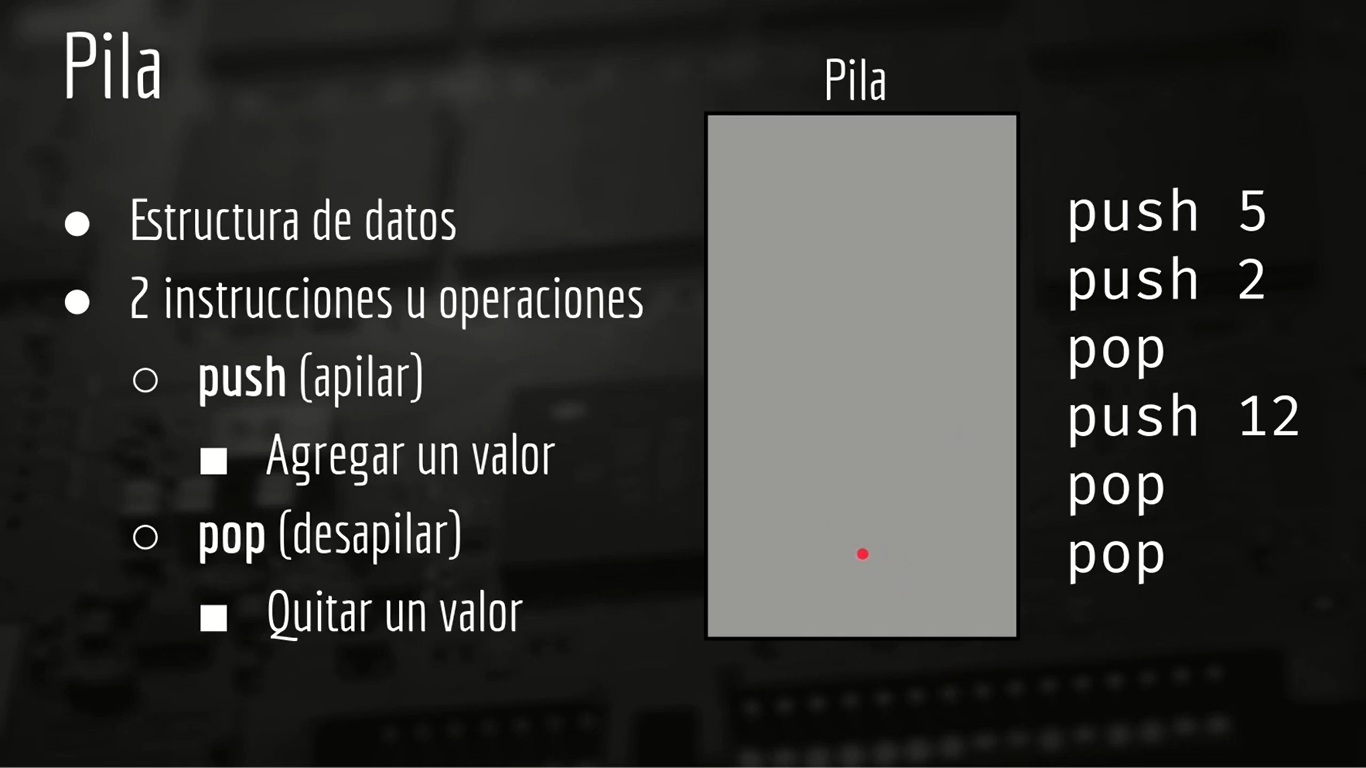 Pila
Estructura de datos
2 instrucciones u operaciones
push (apilar)
Agregar un valor
pop (desapilar)
Quitar un valor
Pila
push 5
push 2
pop
push 12
pop
pop